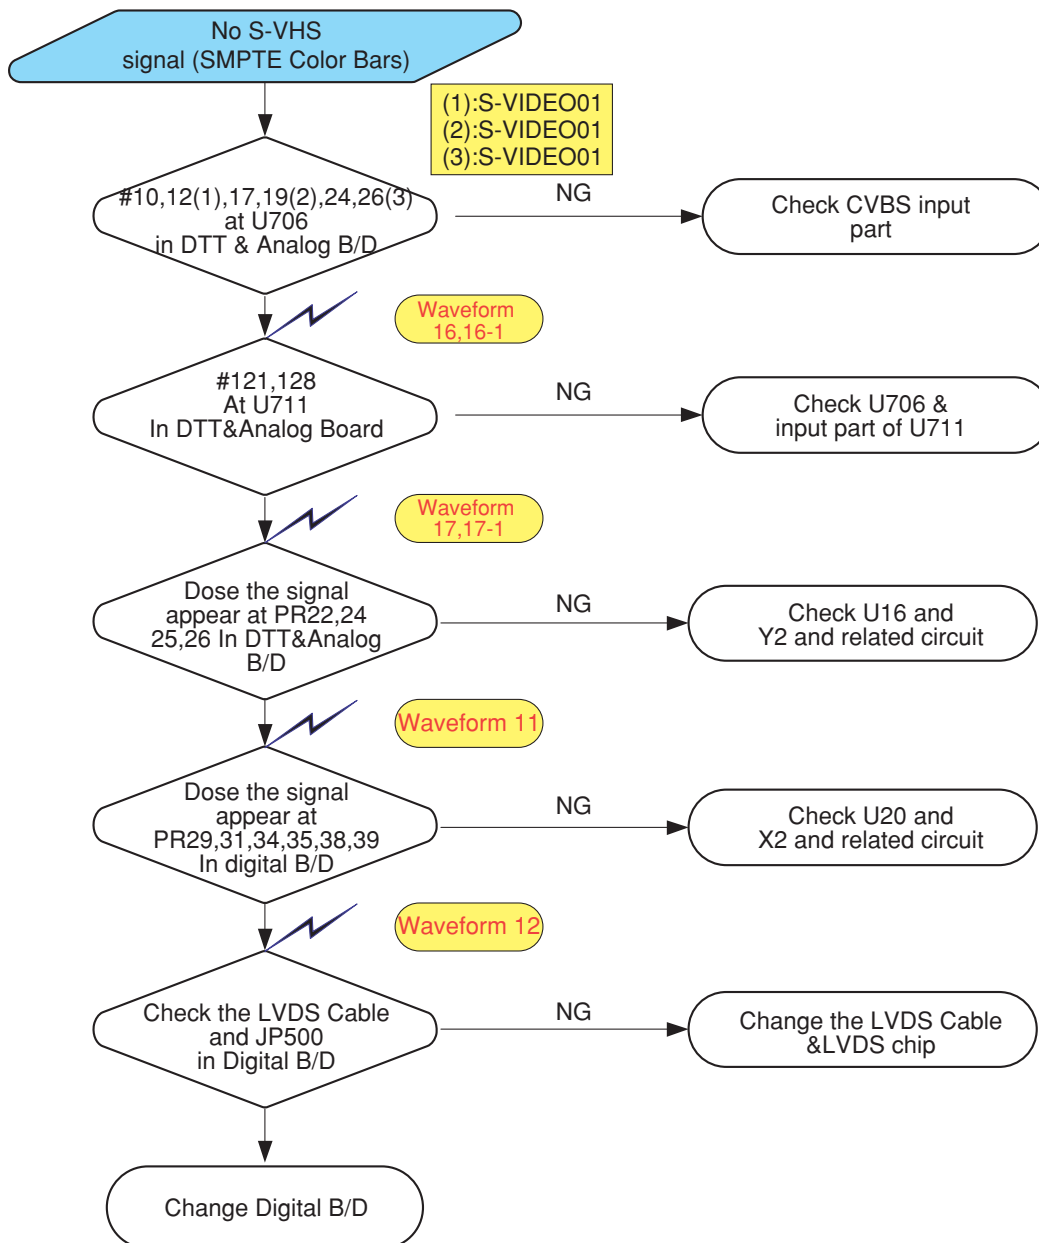 No S-VHS
signal (SMPTE Color Bars)
(1):S-VIDEO01
(2):S-VIDEO01
(3):S-VIDEO01
#10,12(1),17,19(2),24,26(3)
at U706
in DTT & Analog B/D
NG
Check CVBS input
part
Waveform
16,16-1
#121,128
At U711
In DTT&Analog Board
NG
Check U706 &
input part of U711
Waveform
17,17-1
Dose the signal
appear at PR22,24
25,26 In DTT&Analog
B/D
NG
Check U16 and
Y2 and related circuit
Waveform 11
Dose the signal
appear at
PR29,31,34,35,38,39
In digital B/D
NG
Check U20 and
X2 and related circuit
Waveform 12
Check the LVDS Cable
and JP500
in Digital B/D
NG
Change the LVDS Cable
&LVDS chip
Change Digital B/D